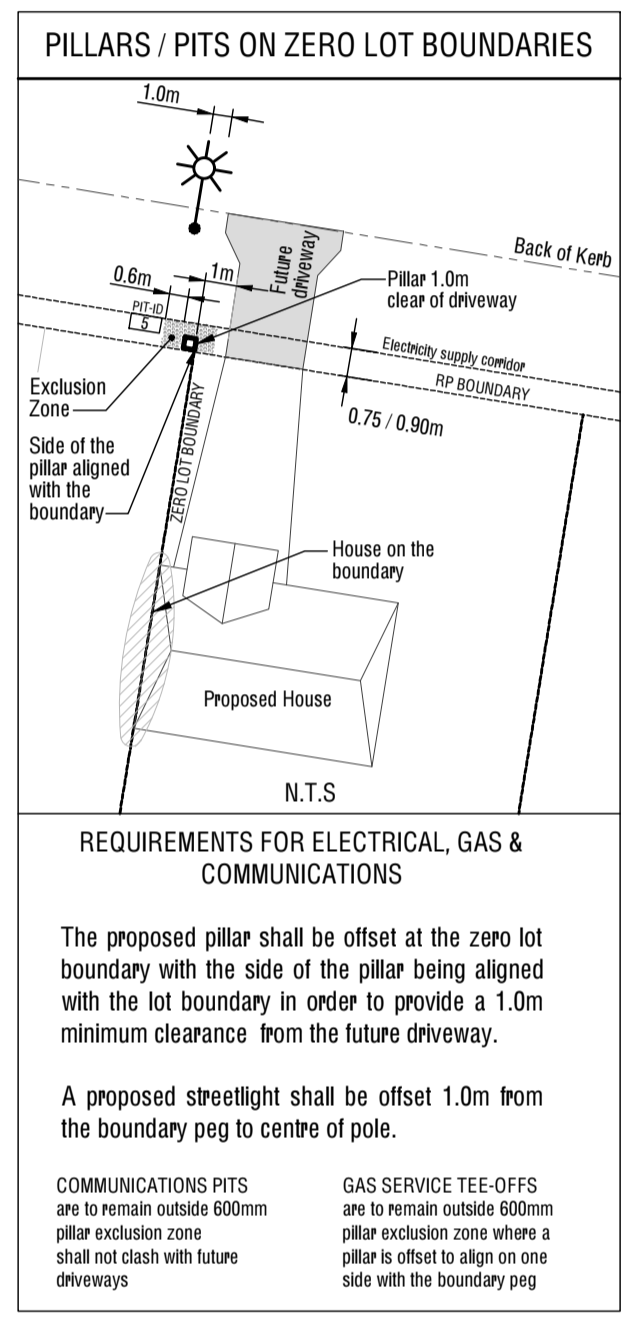 PILLARS / PITS ON ZERO LOT BOUNDARIES
1.0m
Future
driveway
Back of Kerb
0.6m
1m
Pillar 1.0m
clear of driveway
PIT-ID
5
Electricity supply corridor
RP BOUNDARY
Exclusion
Zone
0.75 / 0.90m
Side of the
pillar aligned
with the
boundary
ZERO LOT BOUNDARY
House on the
boundary
Proposed House
N.T.S
REQUIREMENTS FOR ELECTRICAL, GAS &
COMMUNICATIONS
The proposed pillar shall be offset at the zero lot
boundary with the side of the pillar being aligned
with the lot boundary in order to provide a 1.0m
minimum clearance from the future driveway.
A proposed streetlight shall be offset 1.0m from
the boundary peg to centre of pole.
COMMUNICATIONS PITS
are to remain outside 600mm
pillar exclusion zone
shall not clash with future
driveways
GAS SERVICE TEE-OFFS
are to remain outside 600mm
pillar exclusion zone where a
pillar is offset to align on one
side with the boundary peg